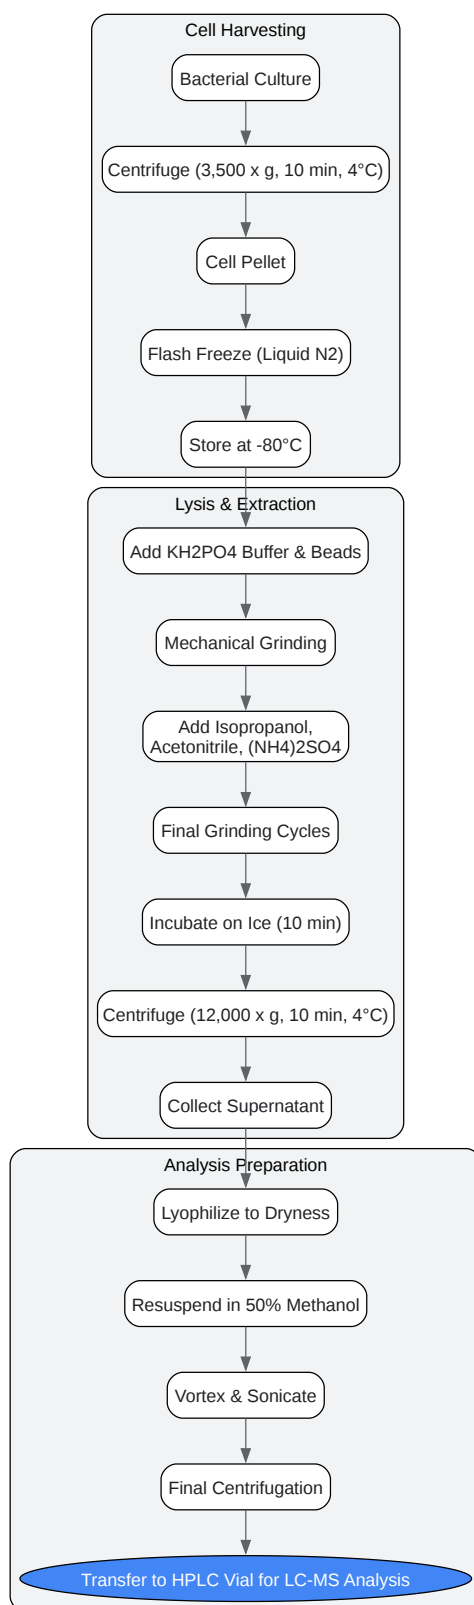 Cell Harvesting
Bacterial Culture
Centrifuge (3,500 x g, 10 min, 4°C)
Cell Pellet
Flash Freeze (Liquid N2)
Store at -80°C
Lysis & Extraction
Add KH2PO4 Buffer & Beads
Mechanical Grinding
Add Isopropanol,
Acetonitrile, (NH4)2SO4
Final Grinding Cycles
Incubate on Ice (10 min)
Centrifuge (12,000 x g, 10 min, 4°C)
Collect Supernatant
Analysis Preparation
Lyophilize to Dryness
Resuspend in 50% Methanol
Vortex & Sonicate
Final Centrifugation
Transfer to HPLC Vial for LC-MS Analysis